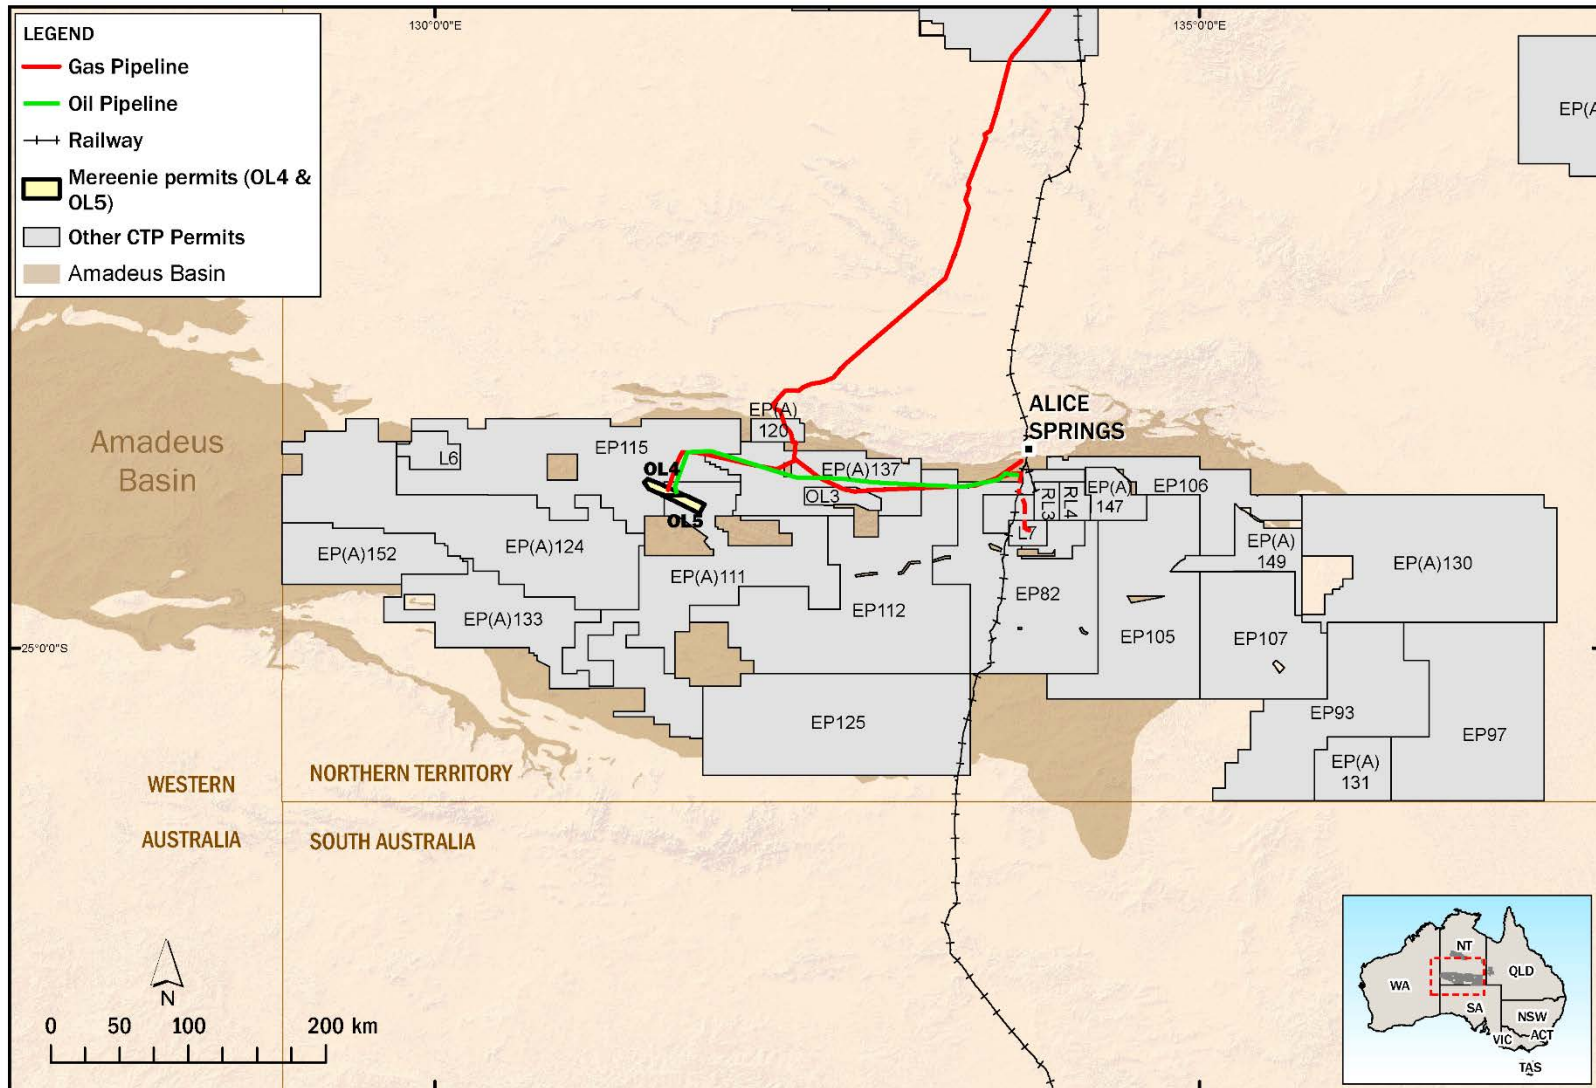 130°0'0"E
135°0'0"E
LEGEND
Gas Pipeline
Oil Pipeline
Railway
Mereenie permits (OL4 &
OL5)
Other CTP Permits
Amadeus Basin
EP(A
ALICE
SPRINGS
EP(A)
120
Amadeus
Basin
L6
EP115
OL4
OL5
EP(A)137
OL3
RL3
RL4
EP(A)
147
EP106
L7
EP(A)152
EP(A)124
EP(A)111
EP(A)
149
EP(A)130
EP(A)133
EP112
EP82
EP105
EP107
25°0'0"S
EP125
EP93
EP97
EP(A)
131
WESTERN
AUSTRALIA
NORTHERN TERRITORY
SOUTH AUSTRALIA
N
0 50 100 200 km
NT
WA
QLD
SA
NSW
VIC
ACT
TAS